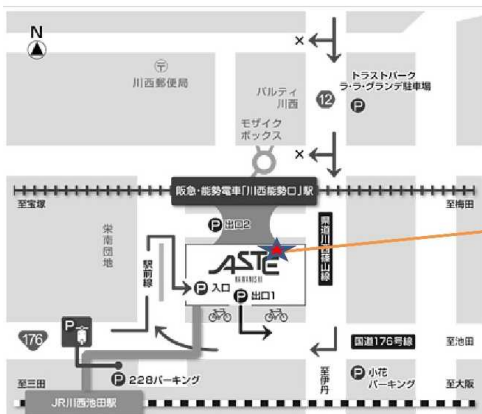 N
川西郵便局
パルティ
川西
モザイク
ボックス
12
トラストパーク
ラ・ラ・グランデ駐車場
P
阪急・能勢電車「川西能勢口」駅
至宝塚
至梅田
P 出口2
栄南
団地
駅前線
県道川西篠山線
ASTE
KAWANISHI
P 入口
P 出口1
176
P
国道176号線
至池田
至伊丹
P 228パーキング
P 小花
パーキング
至三田
至大阪
JR川西池田駅